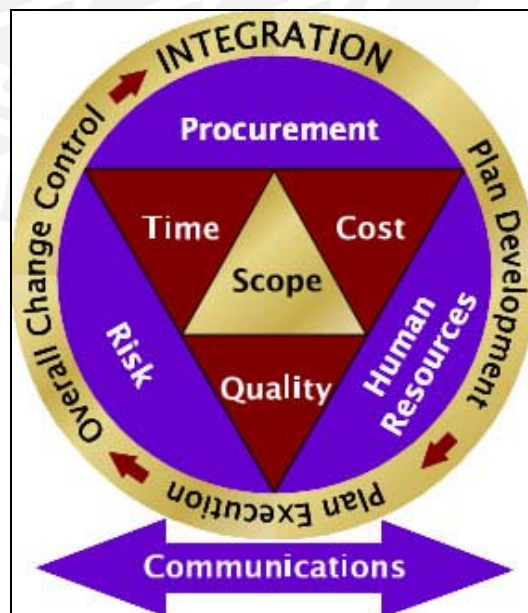 INTEGRATION
Plan Development
Plan Execution
Overall Change Control
Procurement
Time
Cost
Scope
Risk
Human
Resources
Quality
Communications